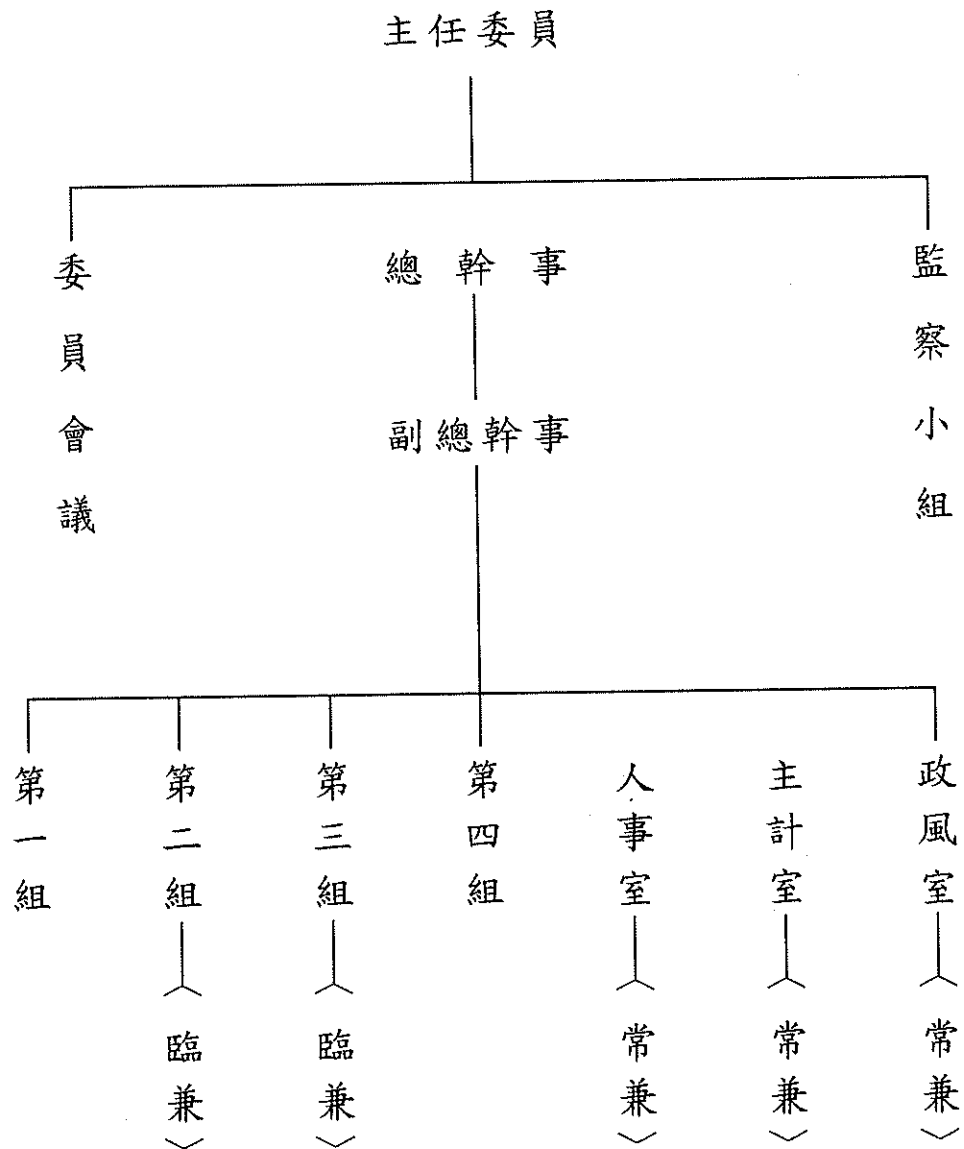 主任委員
委員會議
總幹事
監察小組
副總幹事
第一組
第二組〈臨兼〉
第三組〈臨兼〉
第四組
人事室〈常兼〉
主計室〈常兼〉
政風室〈常兼〉